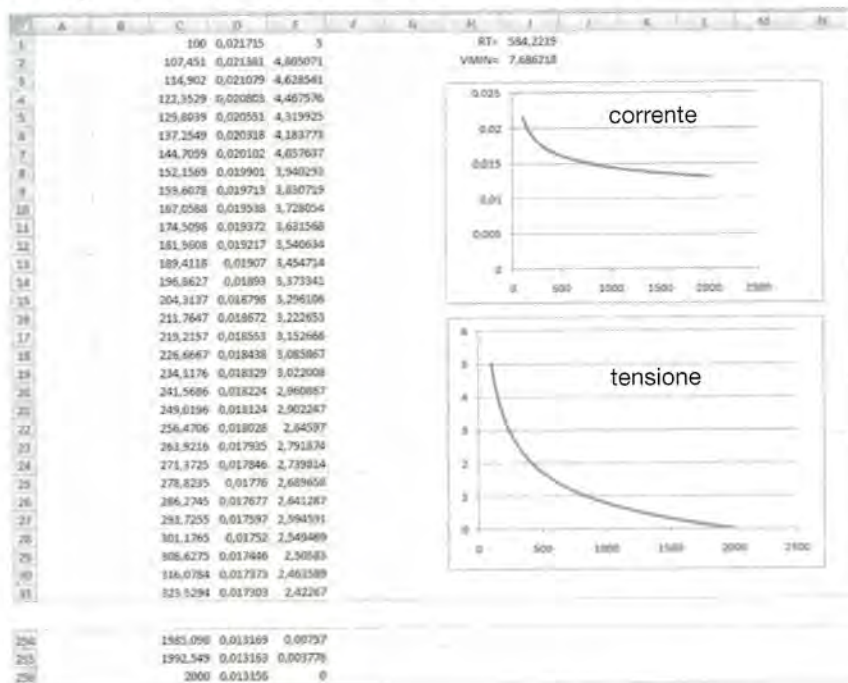 A B C D E F G H I J K L M N
1 100 0,021715 5 RT= 584,2239
2 107,451 0,021381 4,805071 VMIN= 7,686218
3 114,902 0,021079 4,628541
4 122,3529 0,020803 4,467576
5 129,8039 0,020551 4,319925
6 137,2549 0,020318 4,183773
7 144,7059 0,020102 4,057637
8 152,1569 0,019901 3,940293
9 159,6078 0,019713 3,830719
10 167,0588 0,019538 3,728054
11 174,5098 0,019372 3,631568
12 181,9608 0,019217 3,540634
13 189,4118 0,01907 3,454714
14 196,8627 0,01893 3,373341
15 204,3137 0,018798 3,296106
16 211,7647 0,018672 3,222653
17 219,2157 0,018553 3,152666
18 226,6667 0,018438 3,085867
19 234,1176 0,018329 3,022008
20 241,5686 0,018224 2,960867
21 249,0196 0,018124 2,902247
22 256,4706 0,018028 2,84597
23 263,9216 0,017935 2,791874
24 271,3725 0,017846 2,739814
25 278,8235 0,01776 2,689658
26 286,2745 0,017677 2,641287
27 293,7255 0,017597 2,594591
28 301,1765 0,01752 2,549469
29 308,6275 0,017446 2,50583
30 316,0784 0,017373 2,463589
31 323,5294 0,017303 2,42267
254 1985,098 0,013169 0,00757
255 1992,549 0,013163 0,003776
256 2000 0,013156 0
corrente
0,025
0,02
0,015
0,01
0,005
0
0 500 1000 1500 2000 2500
tensione
6
5
4
3
2
1
0
0 500 1000 1500 2000 2500